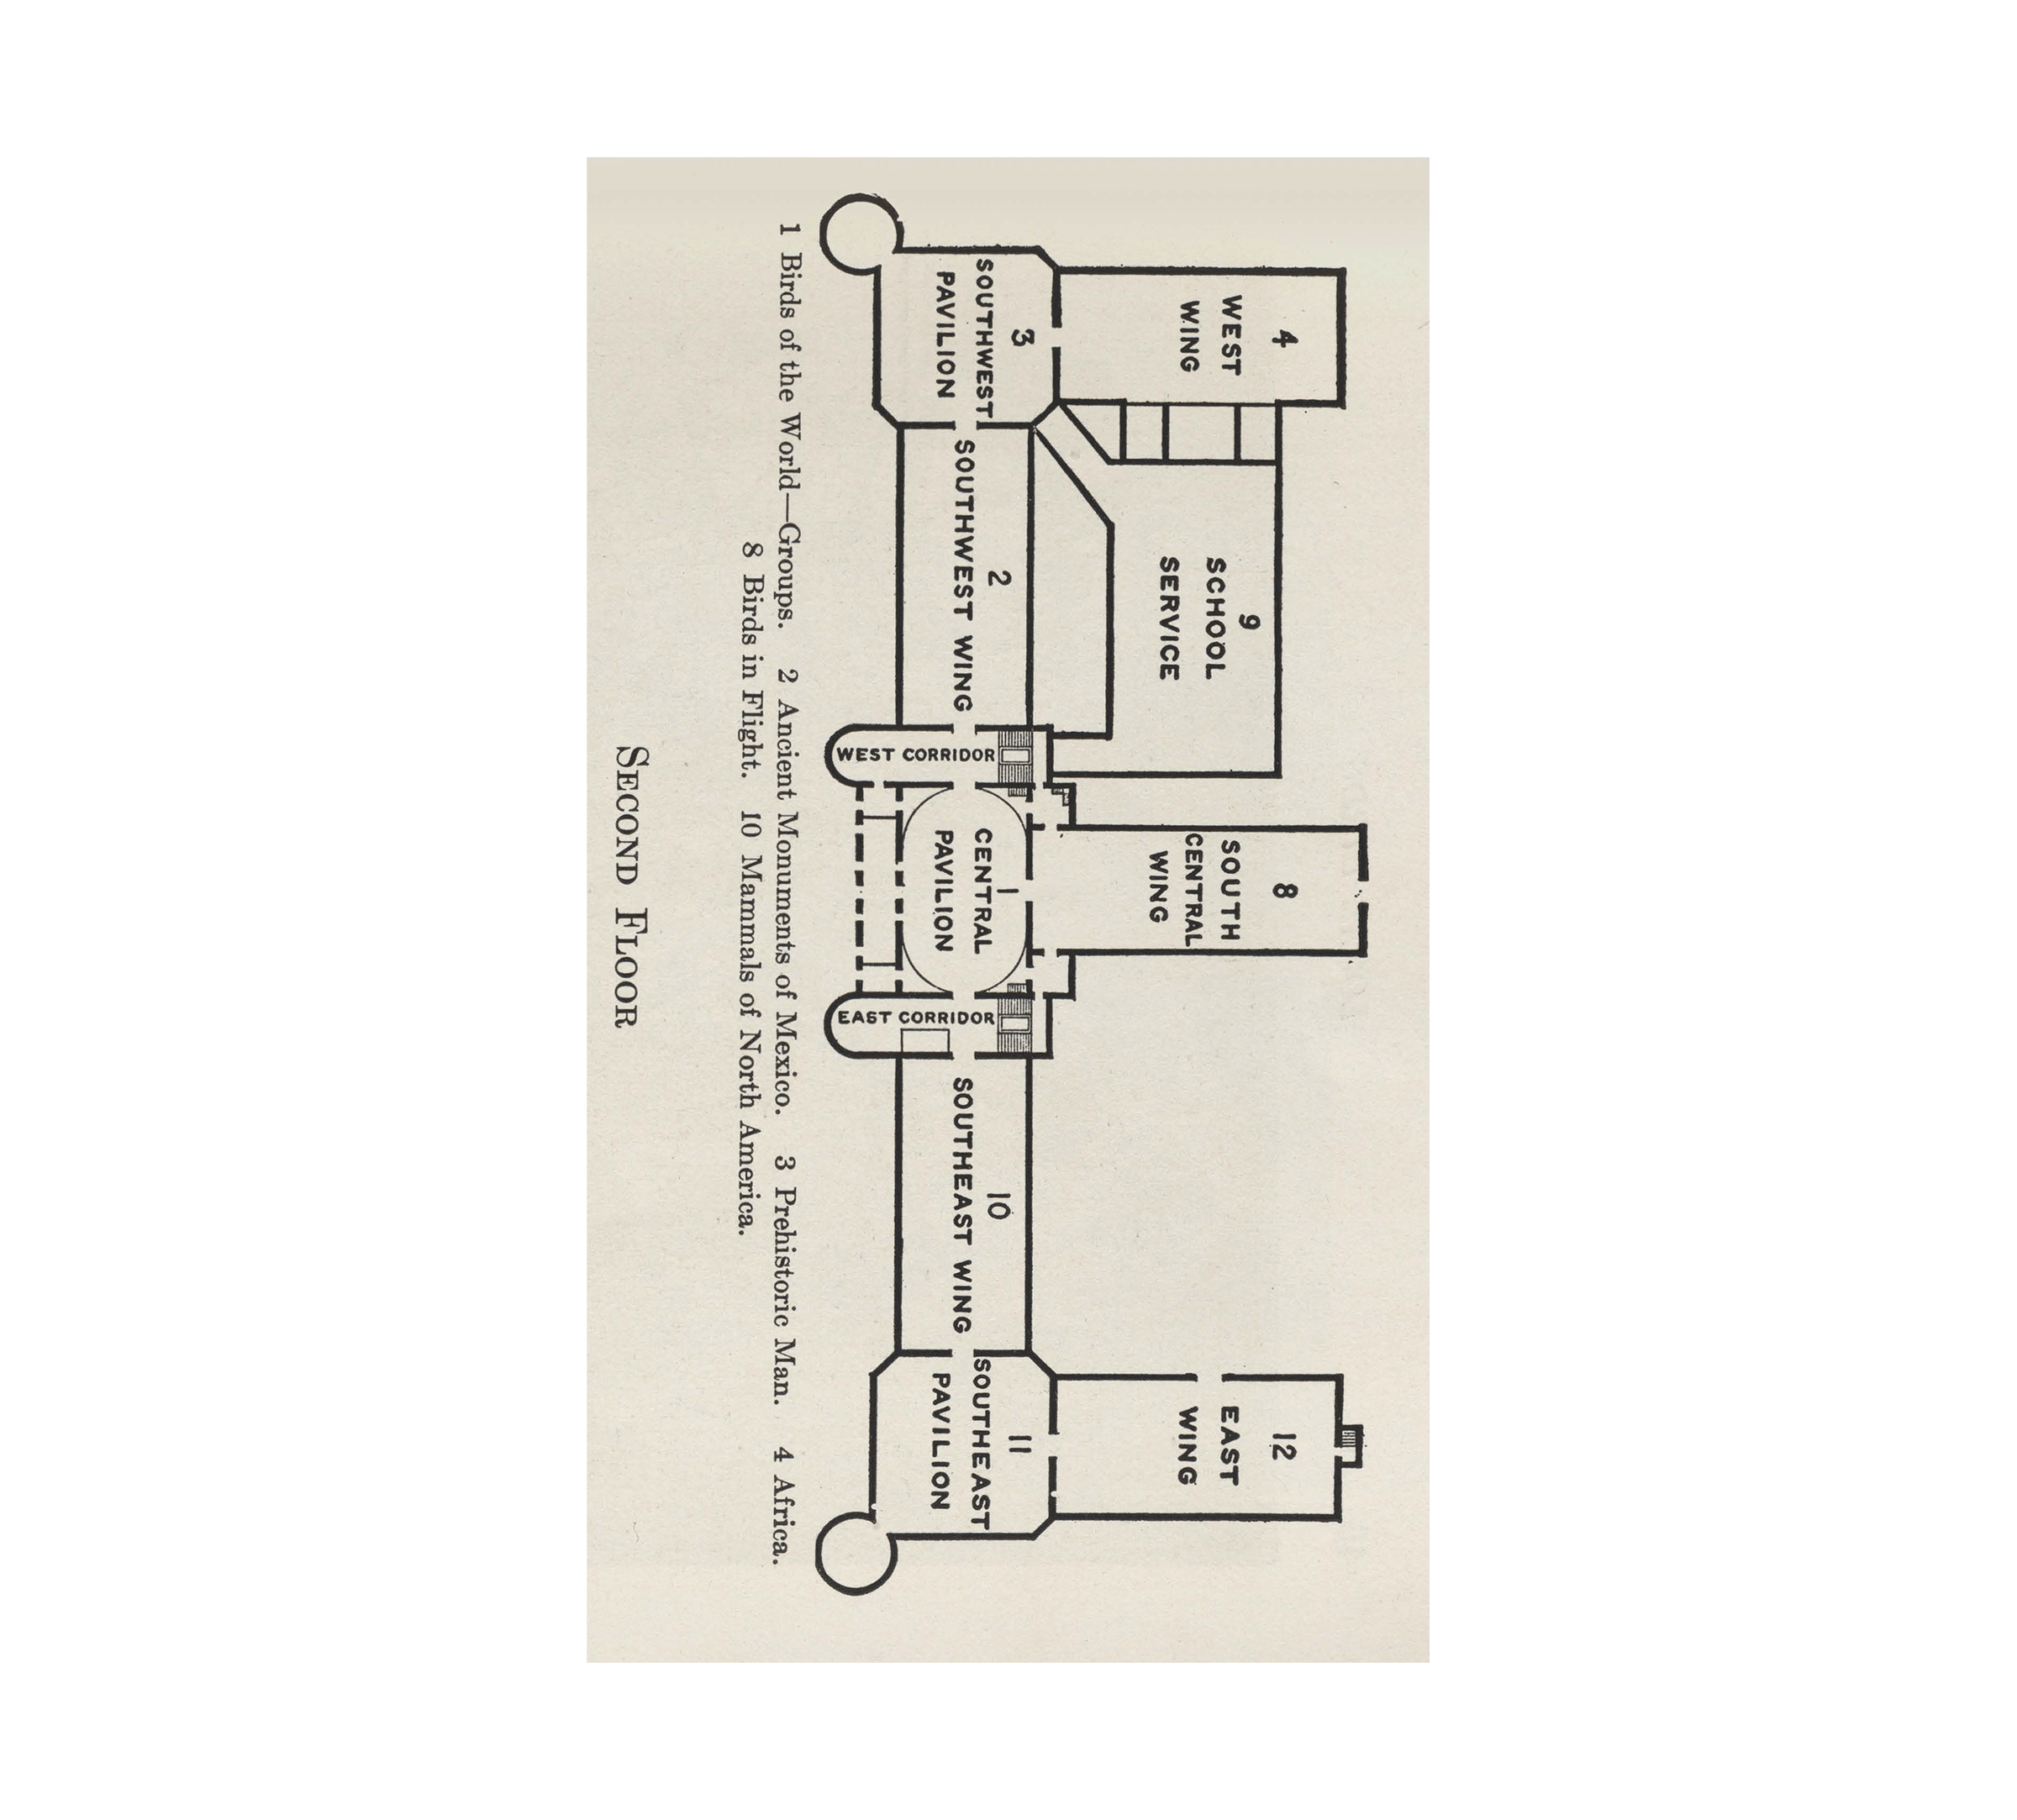 4
WEST
WING
9
SCHOOL
SERVICE
8
SOUTH
CENTRAL
WING
12
EAST
WING
3
SOUTHWEST
PAVILION
2
SOUTHWEST WING
WEST CORRIDOR
1
CENTRAL
PAVILION
EAST CORRIDOR
10
SOUTHEAST WING
11
SOUTHEAST
PAVILION
1 Birds of the World—Groups. 2 Ancient Monuments of Mexico. 3 Prehistoric Man. 4 Africa.
8 Birds in Flight. 10 Mammals of North America.
SECOND FLOOR